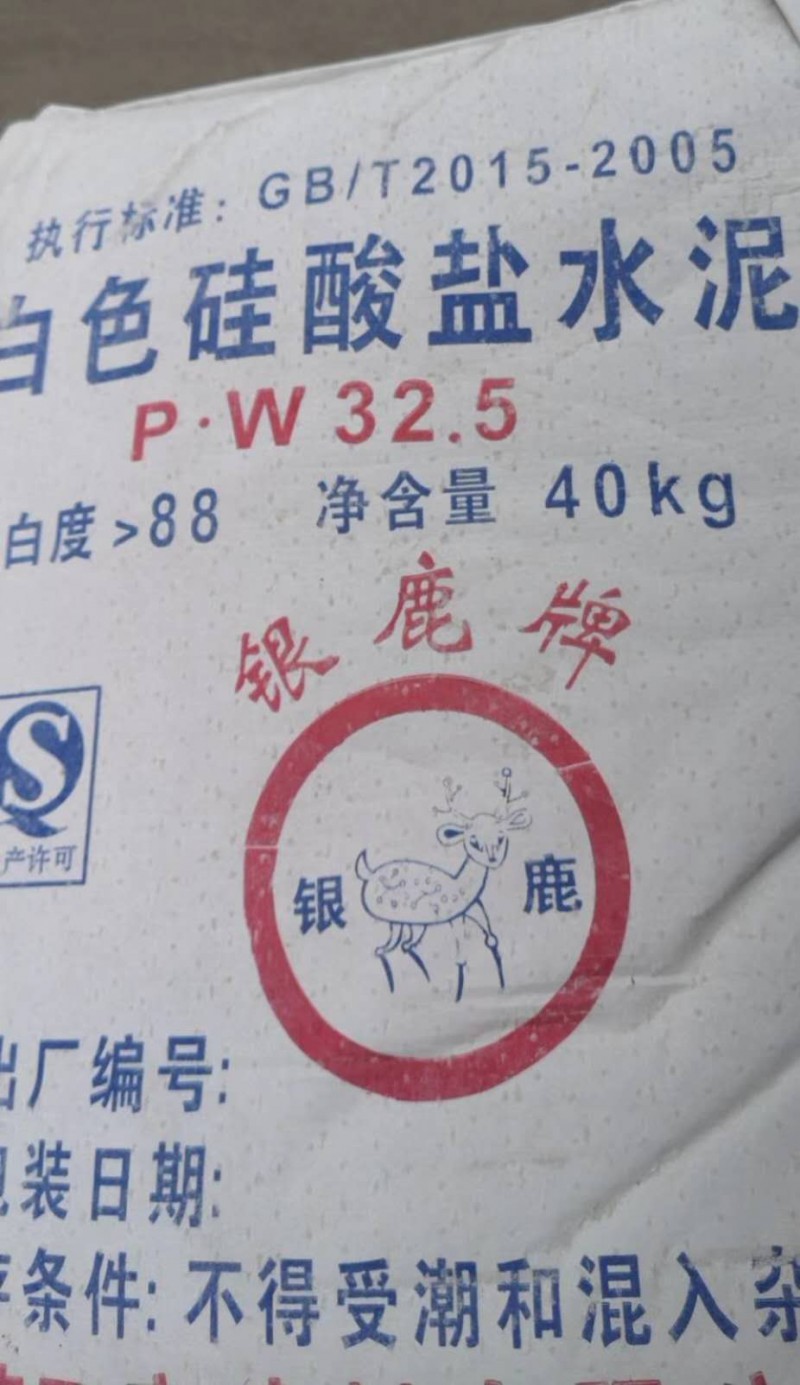 执行标准: GB/T2015-2005
白色硅酸盐水泥
P·W 32.5
白度 >88 净含量 40kg
银鹿牌
S
产许可
银 鹿
出厂编号:
包装日期:
条件: 不得受潮和混入杂